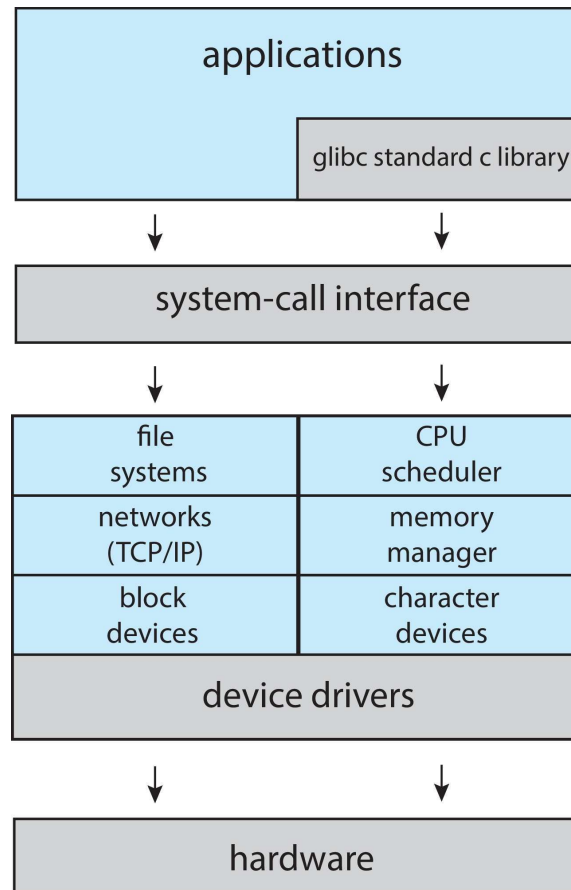 applications
glibc standard c library
system-call interface
file
systems
CPU
scheduler
networks
(TCP/IP)
memory
manager
block
devices
character
devices
device drivers
hardware